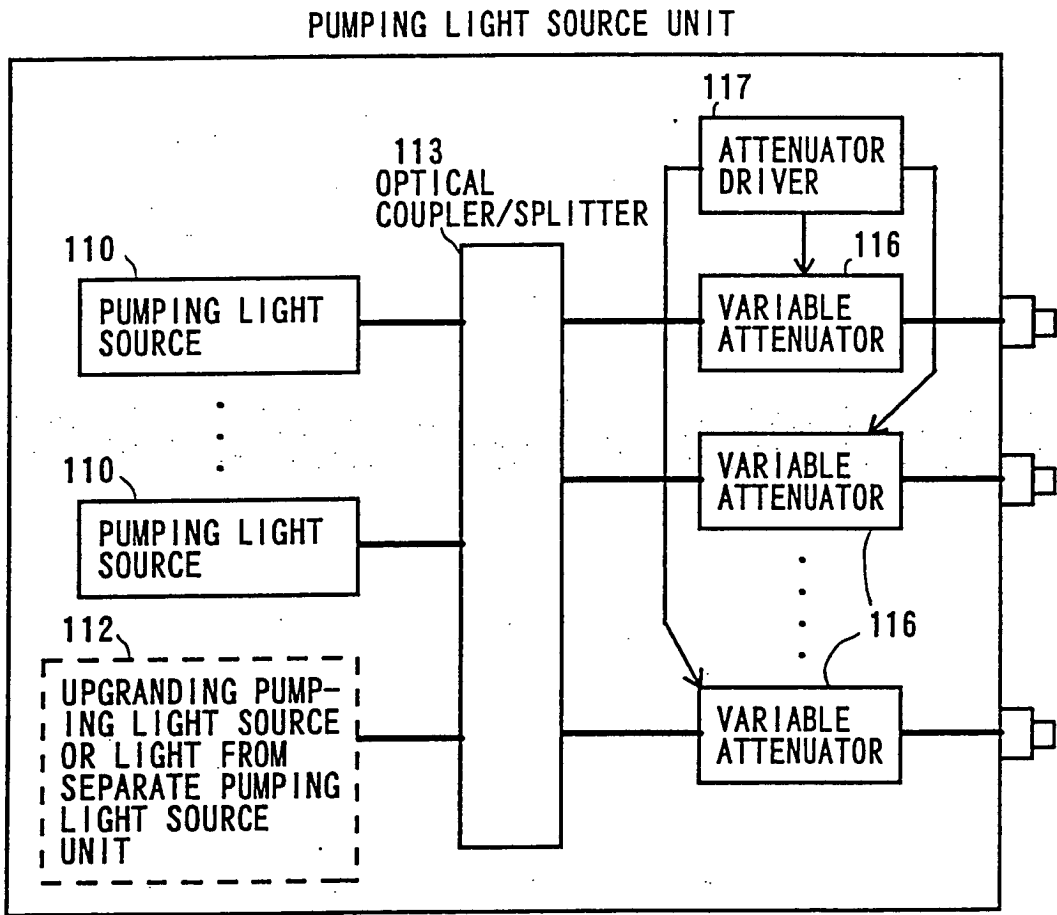 PUMPING LIGHT SOURCE UNIT
117
ATTENUATOR
DRIVER
113
OPTICAL
COUPLER/SPLITTER
110
PUMPING LIGHT
SOURCE
116
VARIABLE
ATTENUATOR
110
PUMPING LIGHT
SOURCE
VARIABLE
ATTENUATOR
116
112
UPGRANDING PUMP-
ING LIGHT SOURCE
OR LIGHT FROM
SEPARATE PUMPING
LIGHT SOURCE
UNIT
VARIABLE
ATTENUATOR